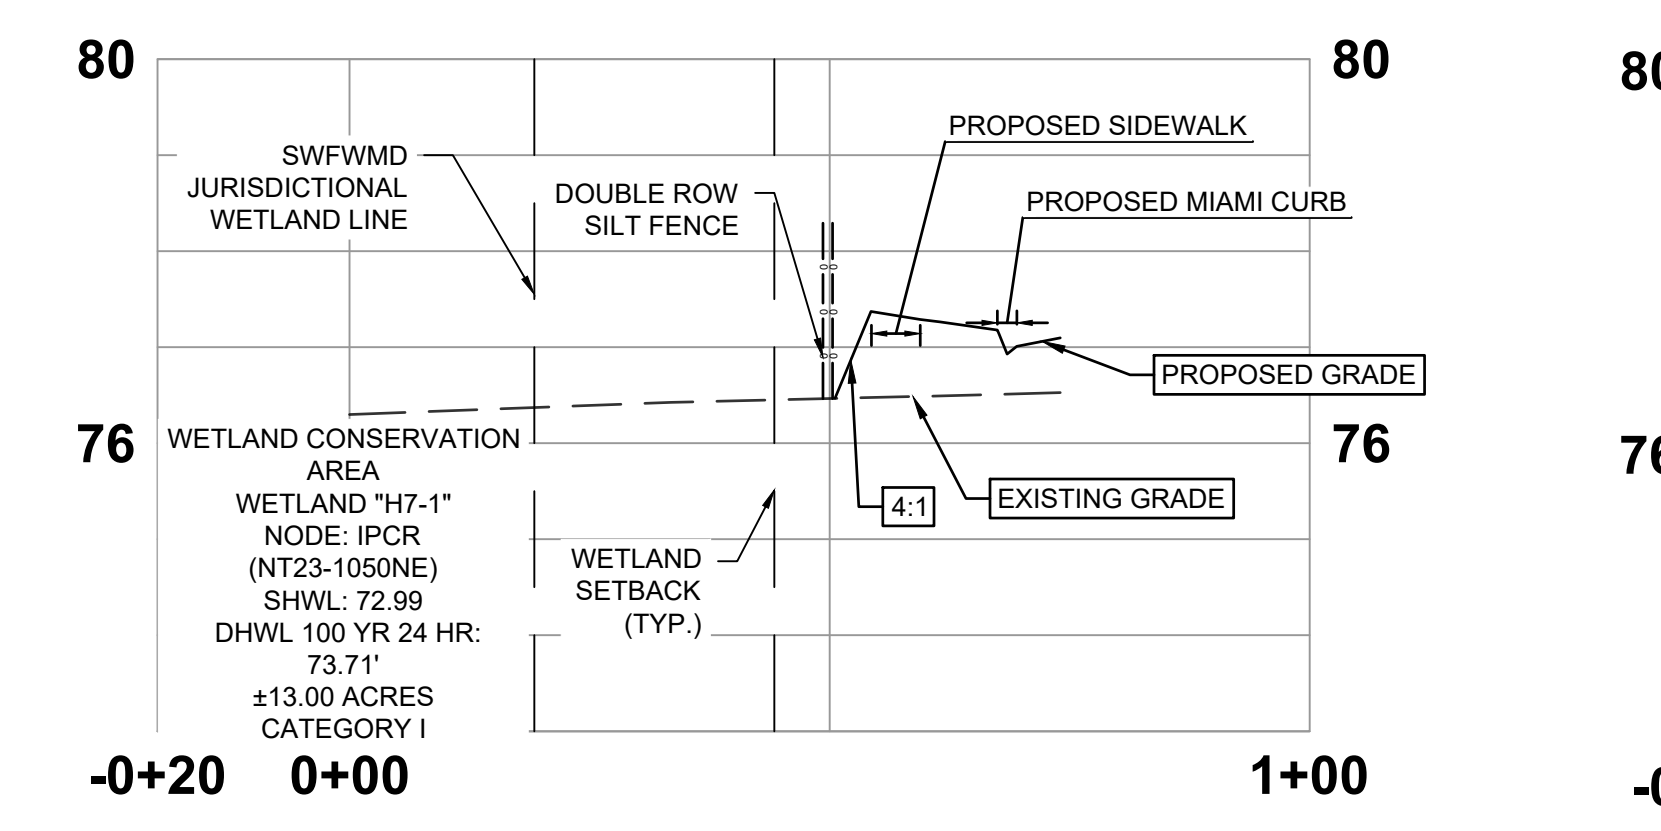 80
80
PROPOSED SIDEWALK
SWFWMD
JURISDICTIONAL
WETLAND LINE
DOUBLE ROW
SILT FENCE
PROPOSED MIAMI CURB
PROPOSED GRADE
76
76
WETLAND CONSERVATION
AREA
WETLAND "H7-1"
NODE: IPCR
(NT23-1050NE)
SHWL: 72.99
DHWL 100 YR 24 HR:
73.71'
±13.00 ACRES
CATEGORY I
4:1
EXISTING GRADE
WETLAND
SETBACK
(TYP.)
-0+20
0+00
1+00